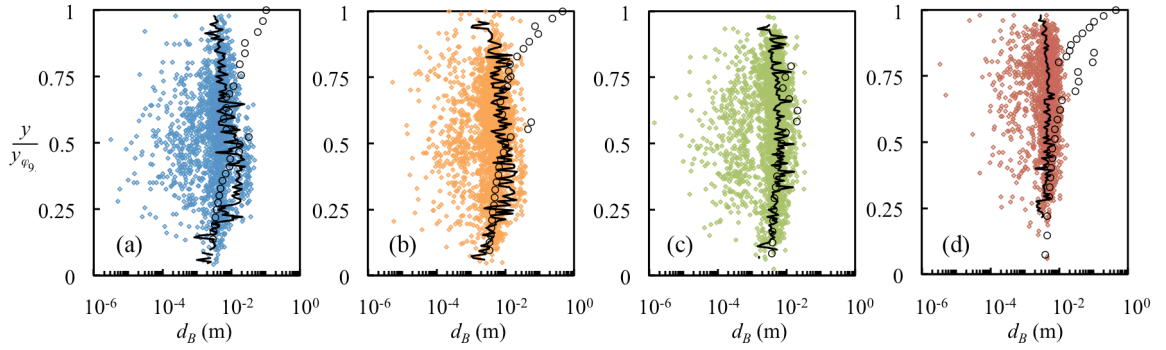 1 1 1 1
0.75 0.75 0.75 0.75
y
y_{φ_{9.}} 0.5 0.5 0.5 0.5
0.25 0.25 0.25 0.25
(a) (b) (c) (d)
0 0 0 0
10^{-6} 10^{-4} 10^{-2} 10^{0} 10^{-6} 10^{-4} 10^{-2} 10^{0} 10^{-6} 10^{-4} 10^{-2} 10^{0} 10^{-6} 10^{-4} 10^{-2} 10^{0}
d_B (m) d_B (m) d_B (m) d_B (m)